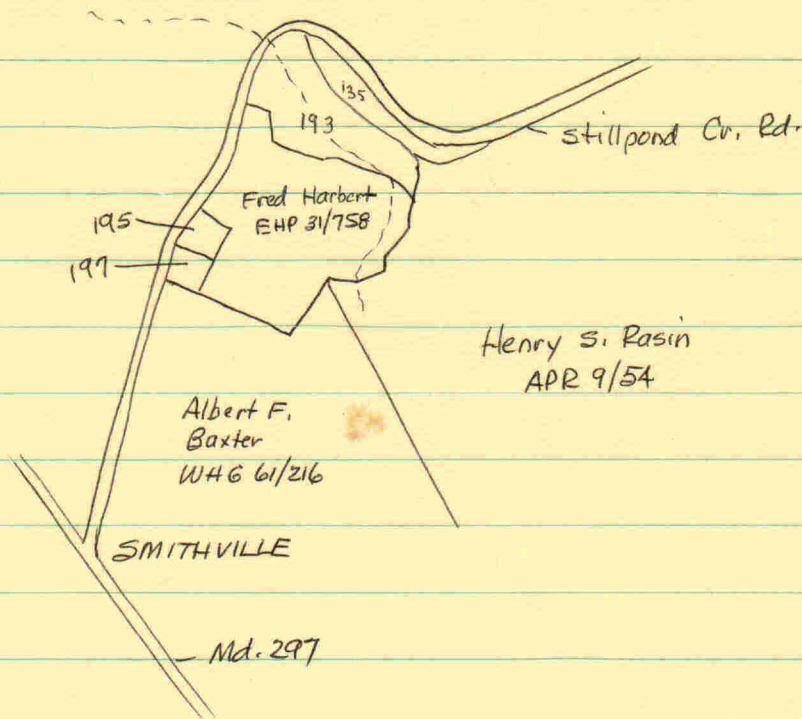 135
193
Stillpond Cr. Rd.
Fred Harbert
EHP 31/758
195
197
Henry S. Rasin
APR 9/54
Albert F.
Baxter
WHG 61/216
SMITHVILLE
Md. 297